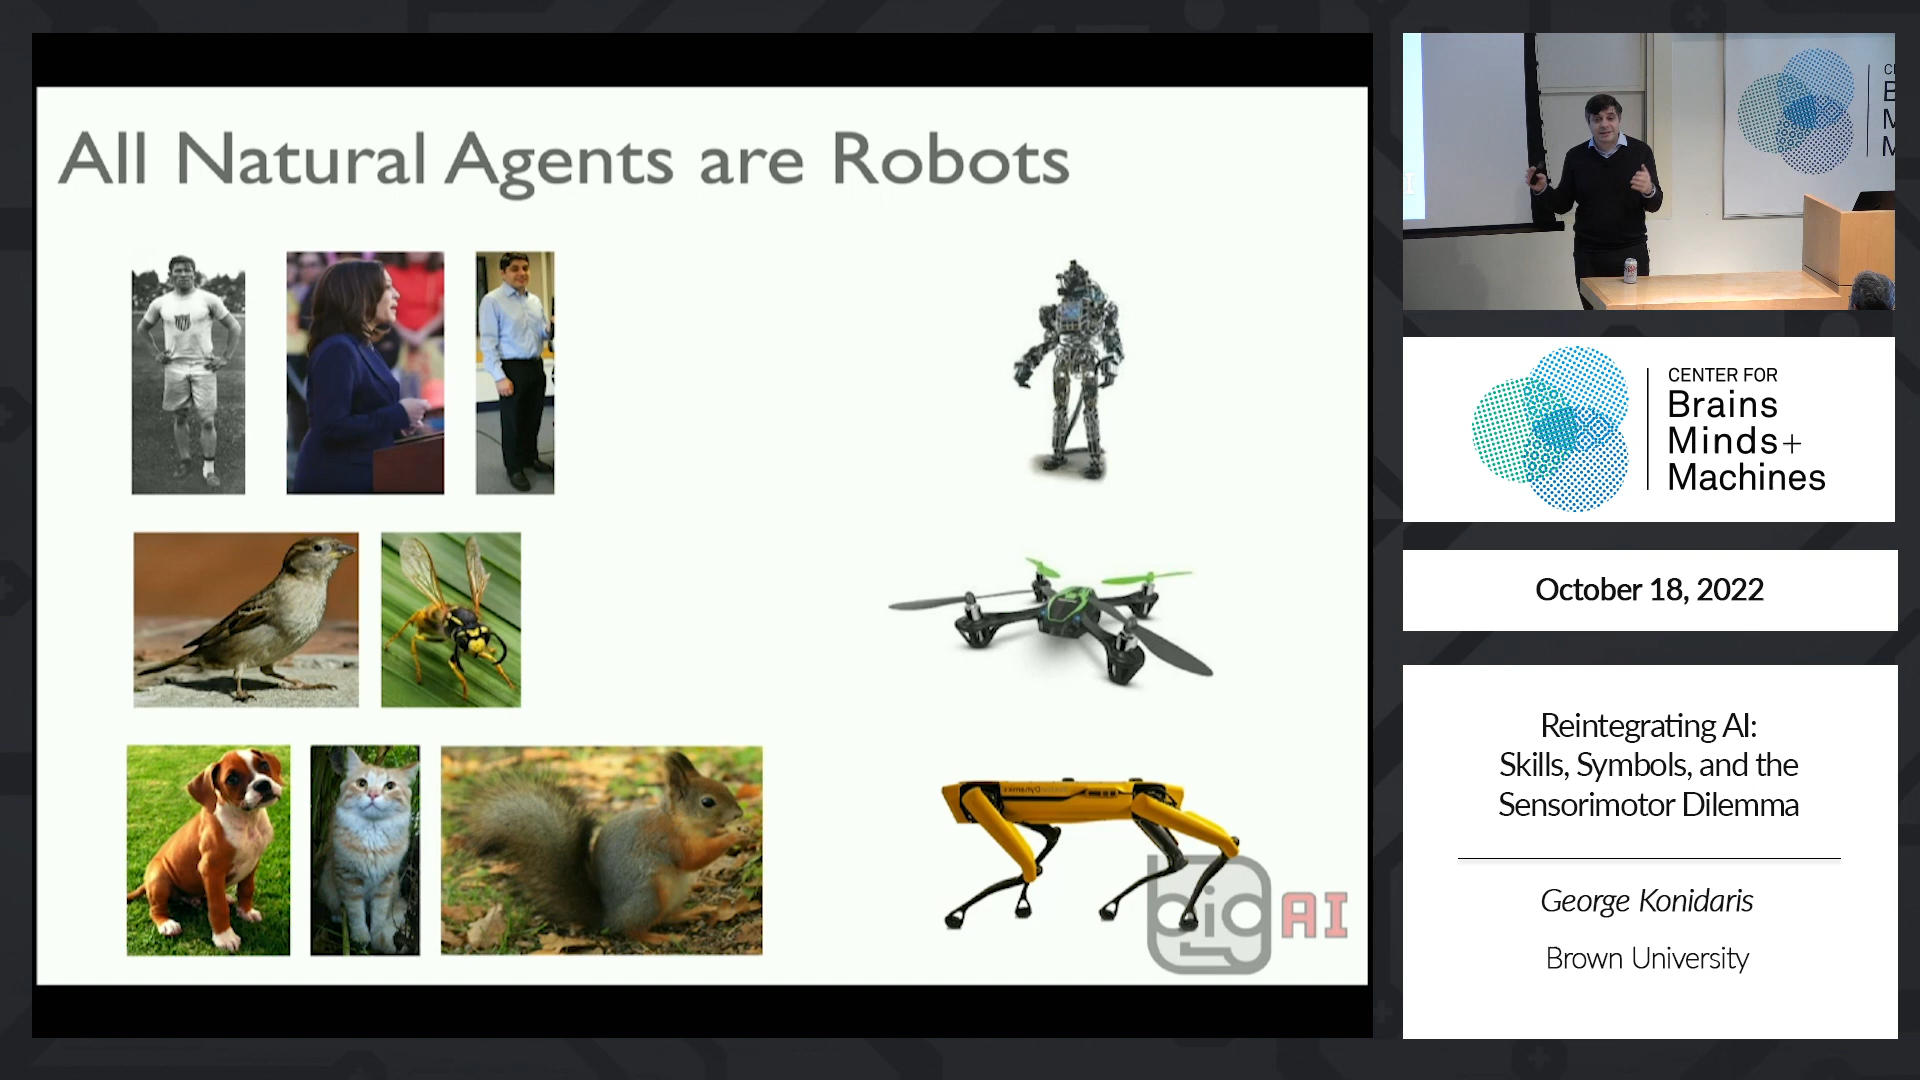 All Natural Agents are Robots
big AI
CENTER FOR
Brains
Minds+
Machines
October 18, 2022
Reintegrating AI:
Skills, Symbols, and the
Sensorimotor Dilemma
George Konidaris
Brown University